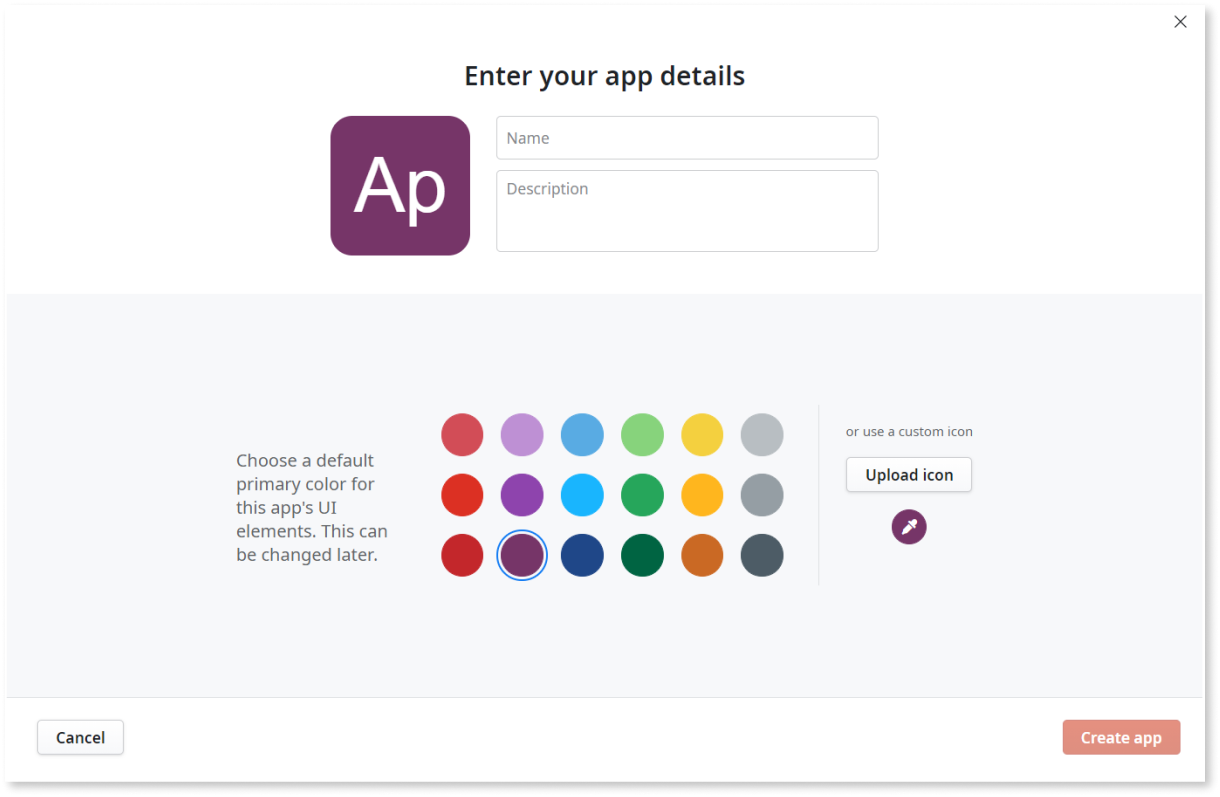 Enter your app details
Ap
Name
Description
Choose a default
primary color for
this app's UI
elements. This can
be changed later.
or use a custom icon
Upload icon
Cancel
Create app